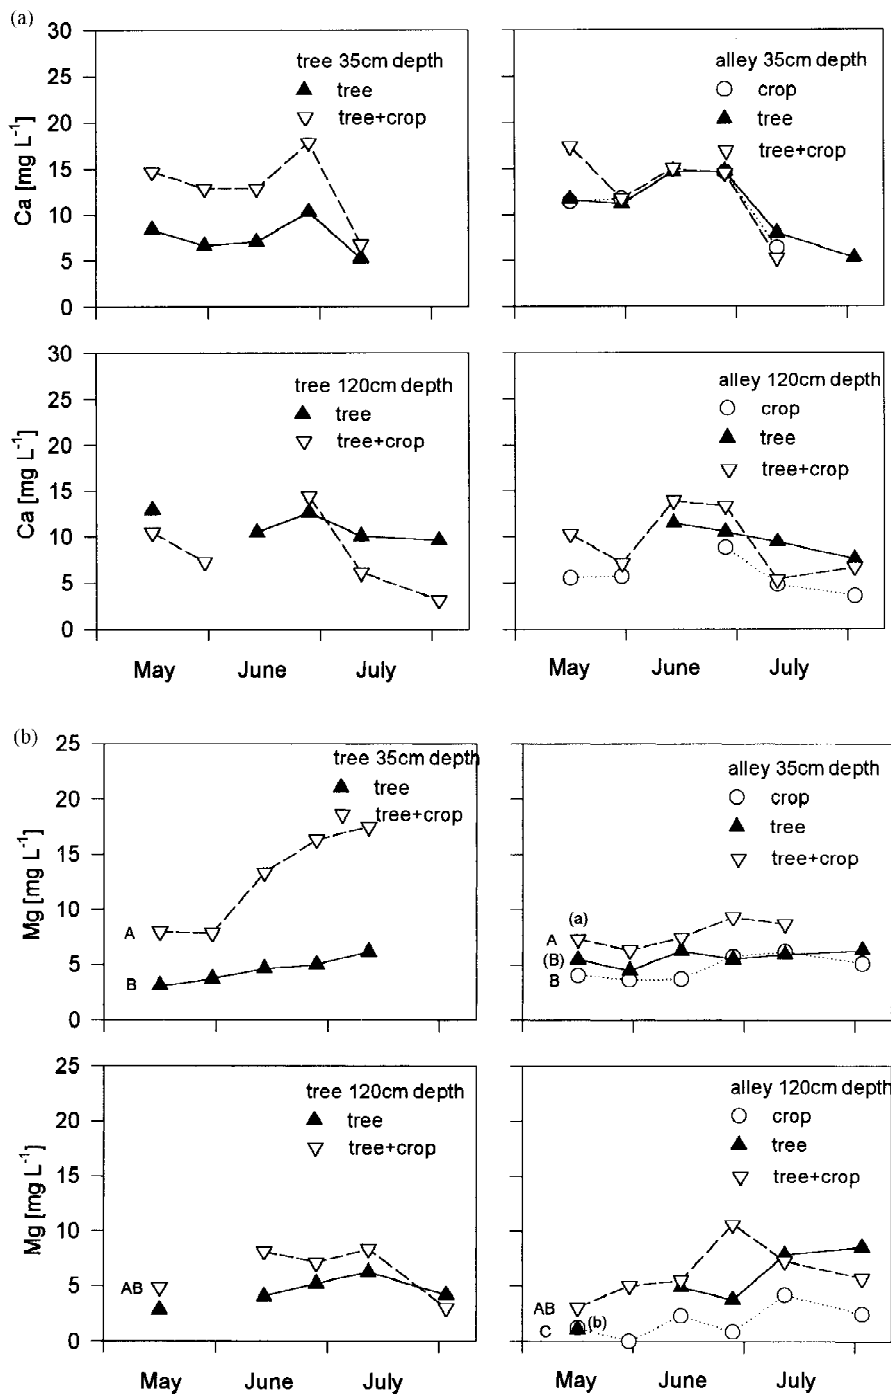 (a)
30
25
20
15
10
5
0
Ca [mg L-1]
tree 35cm depth
tree
tree+crop
alley 35cm depth
crop
tree
tree+crop
30
25
20
15
10
5
0
Ca [mg L-1]
tree 120cm depth
tree
tree+crop
alley 120cm depth
crop
tree
tree+crop
May June July
May June July
(b)
25
20
15
10
5
0
Mg [mg L-1]
tree 35cm depth
tree
tree+crop
A
B
alley 35cm depth
crop
tree
tree+crop
(a)
A
(B)
B
25
20
15
10
5
0
Mg [mg L-1]
tree 120cm depth
tree
tree+crop
AB
alley 120cm depth
crop
tree
tree+crop
AB
C
(b)
May June July
May June July